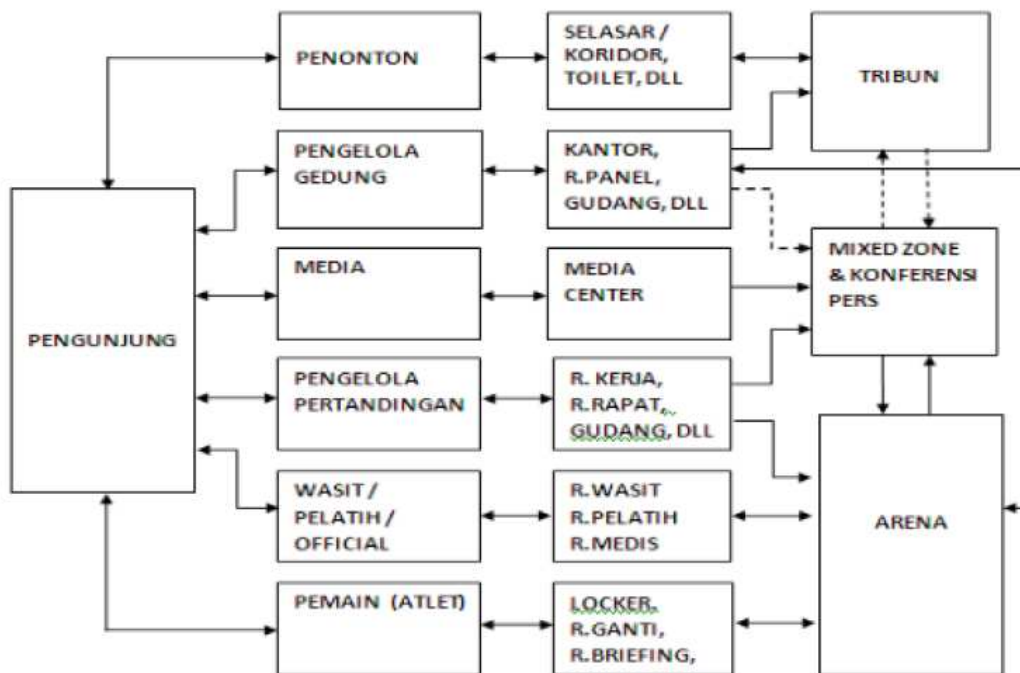 PENGUNJUNG
PENONTON
SELASAR /
KORIDOR,
TOILET, DLL
TRIBUN
PENGELOLA
GEDUNG
KANTOR,
R.PANEL,
GUDANG, DLL
MEDIA
MEDIA
CENTER
MIXED ZONE
& KONFERENSI
PERS
PENGELOLA
PERTANDINGAN
R. KERJA,
R.RAPAT,
GUDANG, DLL
WASIT /
PELATIH /
OFFICIAL
R.WASIT
R.PELATIH
R.MEDIS
ARENA
PEMAIN (ATLET)
LOCKER,
R.GANTI,
R.BRIEFING,